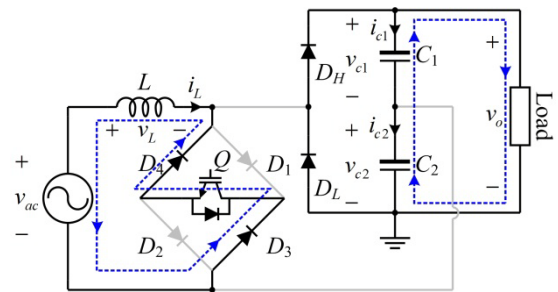 + i_c1
D_H v_c1 C_1 +
−
L i_L
+ v_L −
+ i_c2
D_4 Q D_1
v_o Load
+ v_ac −
D_L v_c2 C_2
−
−
D_2 D_3